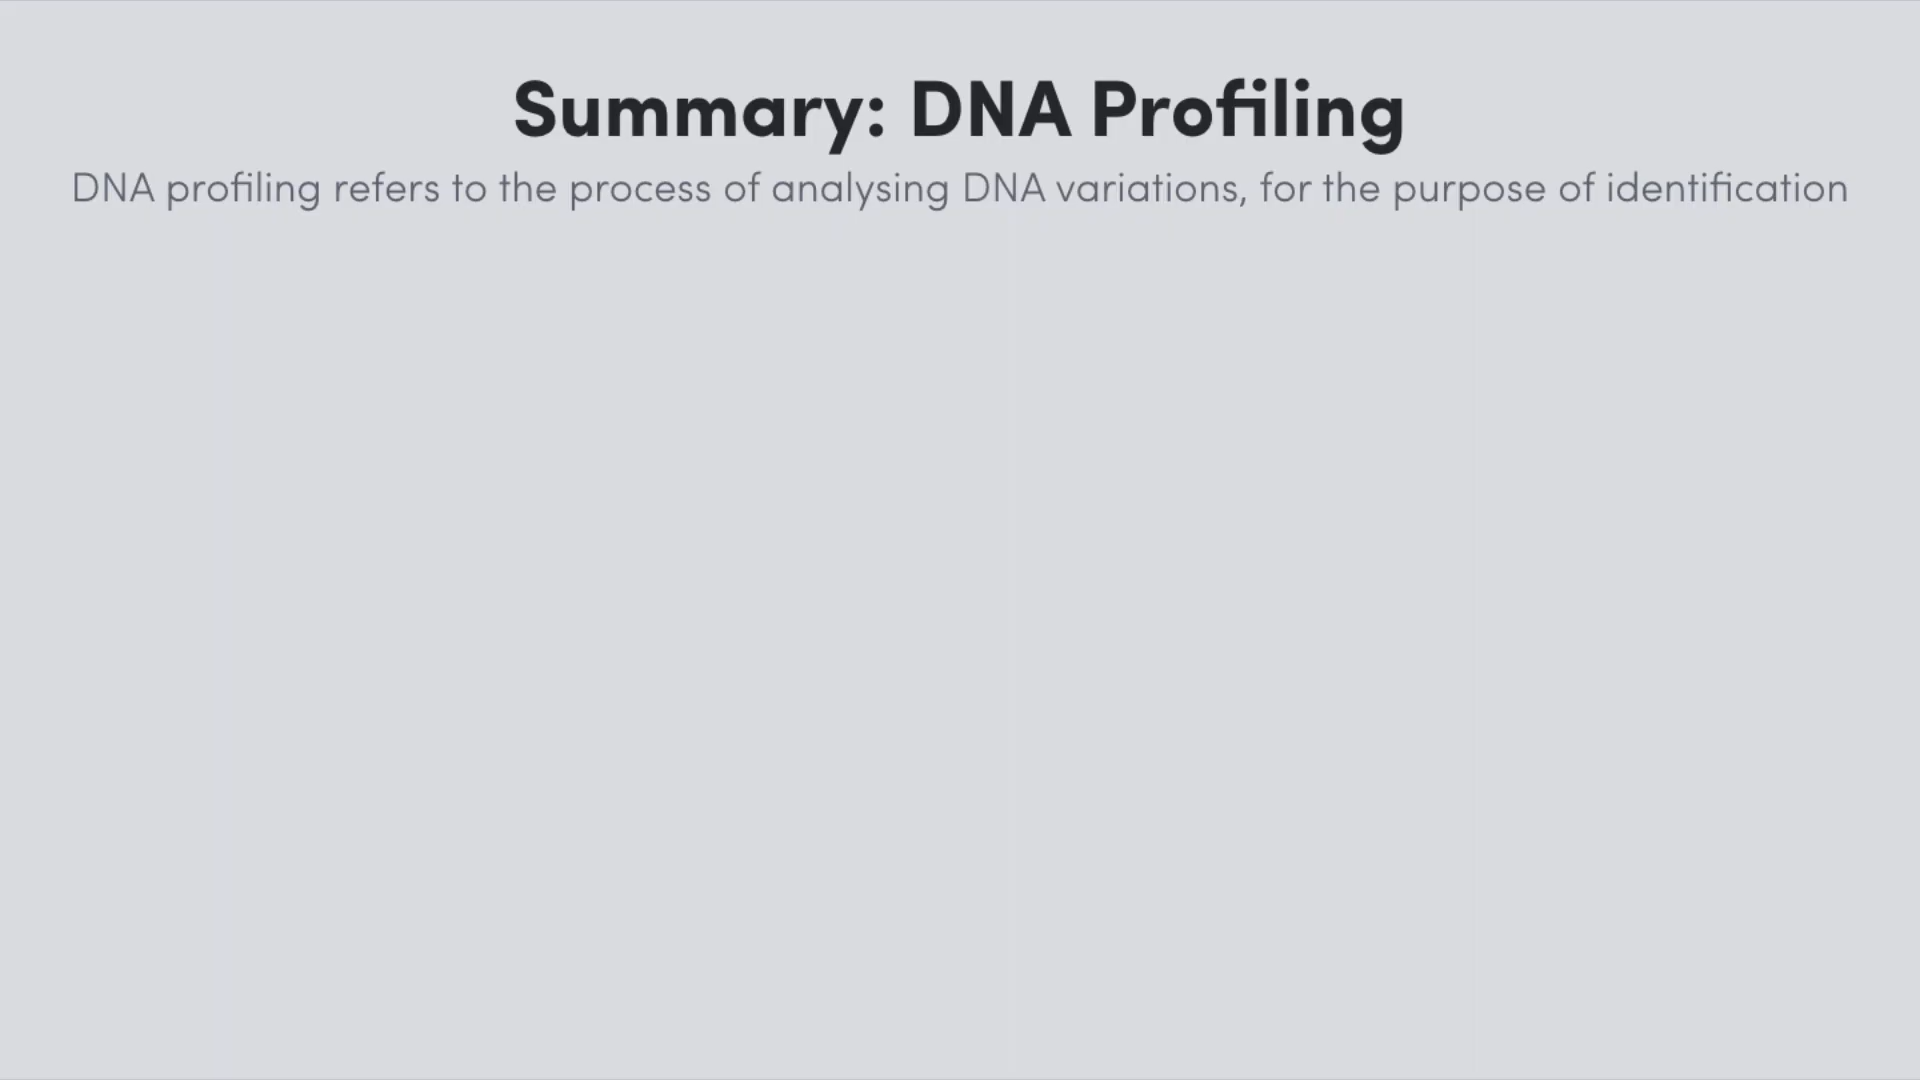 Summary: DNA Profiling
DNA profiling refers to the process of analysing DNA variations, for the purpose of identification